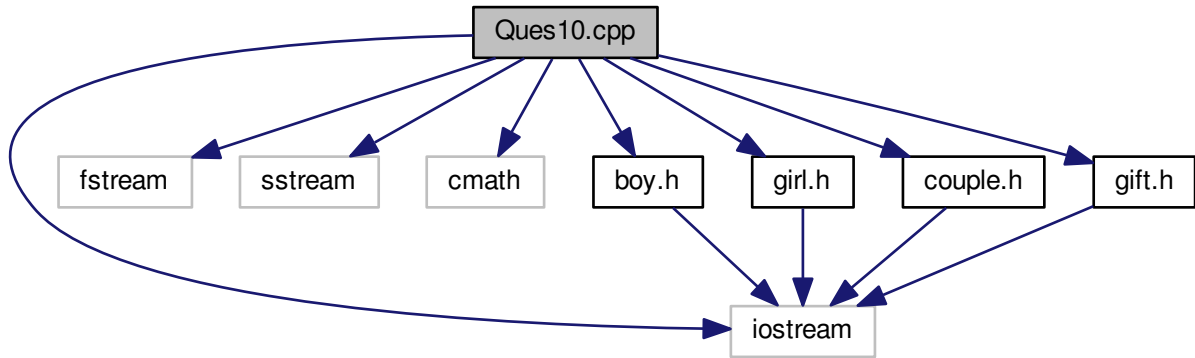 Ques10.cpp
fstream
sstream
cmath
boy.h
girl.h
couple.h
gift.h
iostream